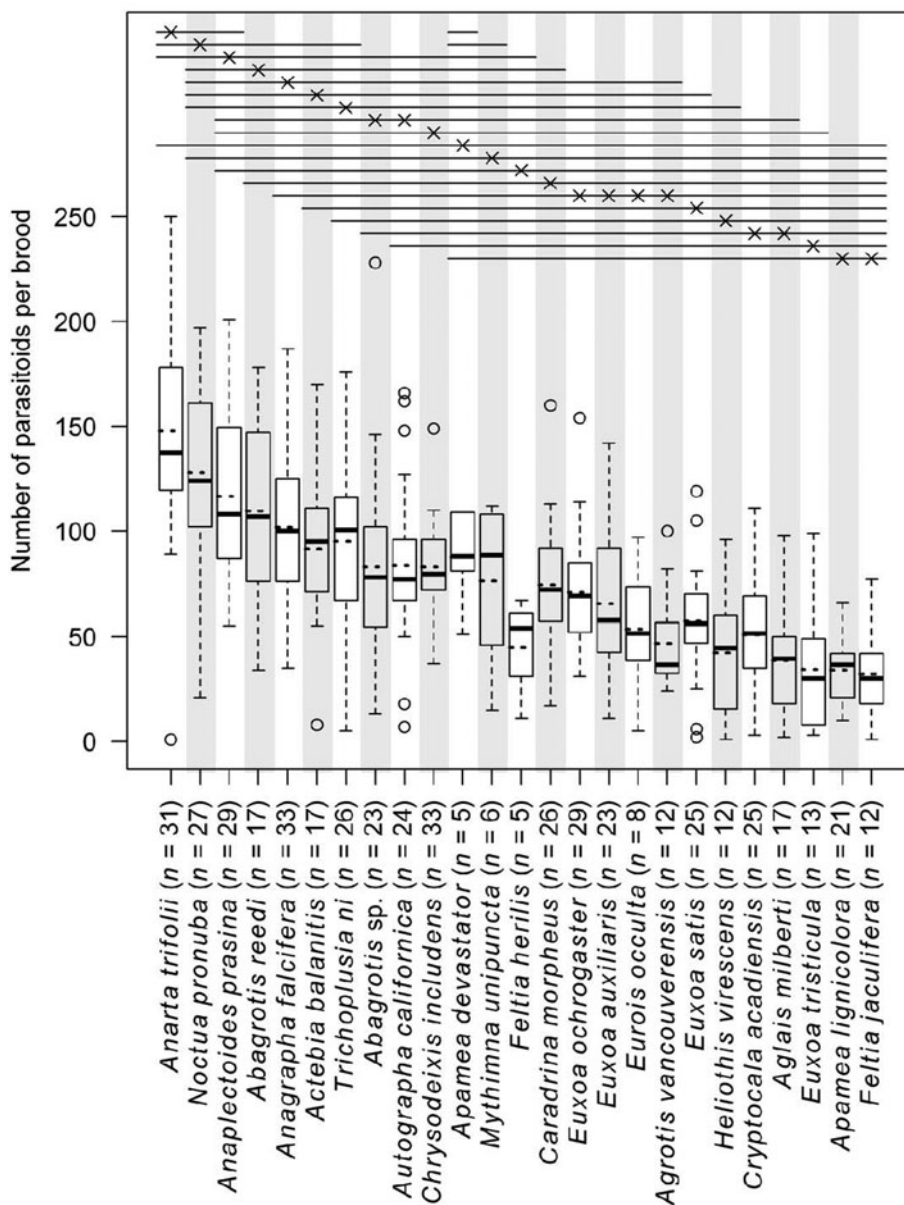 Number of parasitoids per brood
250
200
150
100
50
0
Anarta trifolii (n = 31)
Noctua pronuba (n = 27)
Anaplectoides prasina (n = 29)
Abagrotis reedi (n = 17)
Anagrapha falcifera (n = 33)
Actebia balanitis (n = 17)
Trichoplusia ni (n = 26)
Abagrotis sp. (n = 23)
Autographa californica (n = 24)
Chrysodeixis includens (n = 33)
Apamea devastator (n = 5)
Mythimna unipuncta (n = 6)
Feltia herilis (n = 5)
Caradrina morpheus (n = 26)
Euxoa ochrogaster (n = 29)
Euxoa auxiliaris (n = 23)
Eurois occulta (n = 8)
Agrotis vancouverensis (n = 12)
Euxoa satis (n = 25)
Heliothis virescens (n = 12)
Cryptocala acadiensis (n = 25)
Aglais milberti (n = 17)
Euxoa tristicula (n = 13)
Apamea lignicolora (n = 21)
Feltia jaculifera (n = 12)